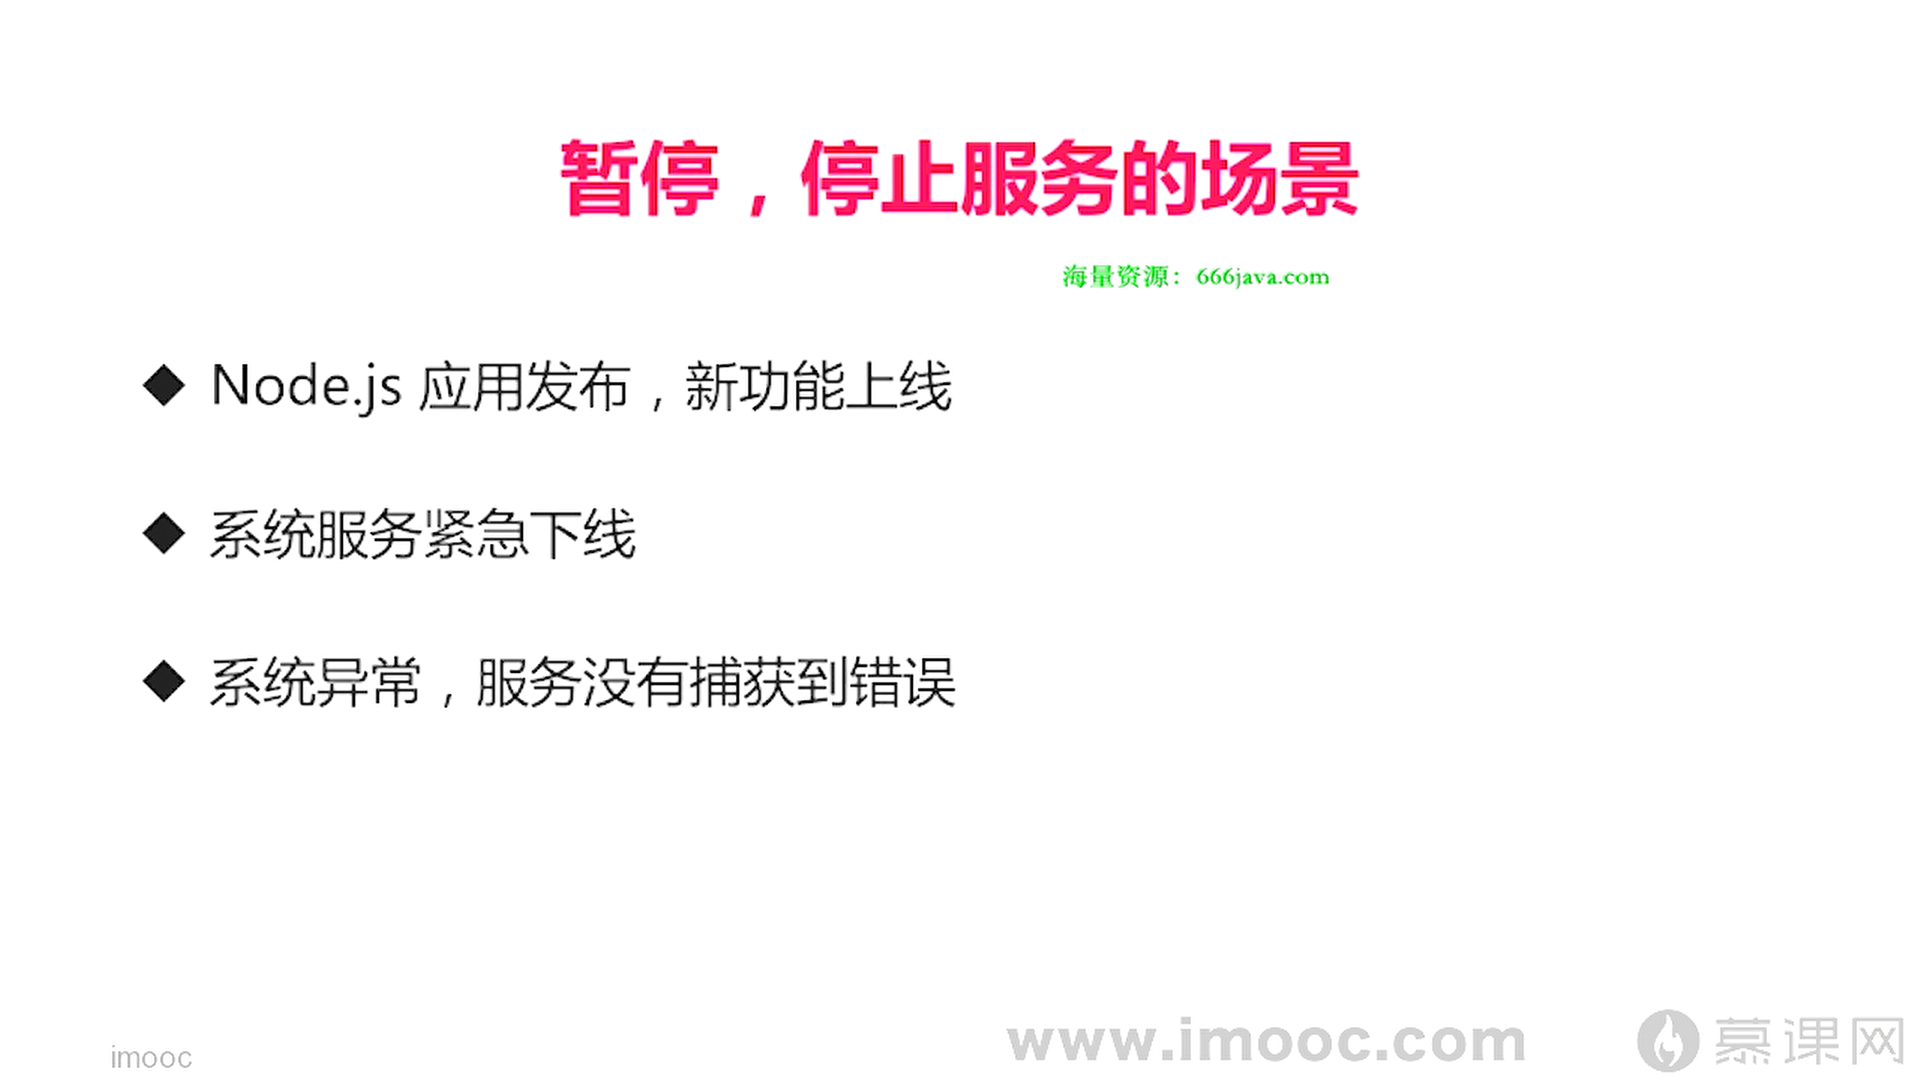 暂停，停止服务的场景
海量资源：666java.com
◆ Node.js 应用发布，新功能上线
◆ 系统服务紧急下线
◆ 系统异常，服务没有捕获到错误
imooc
www.imooc.com
慕课网